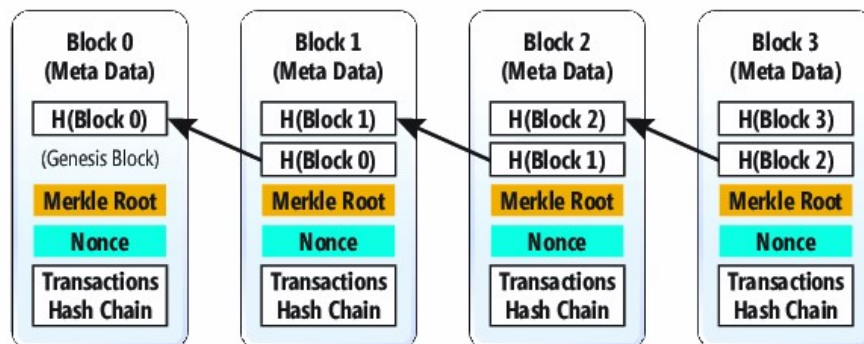 Block 0
(Meta Data)
H(Block 0)
(Genesis Block)
Merkle Root
Nonce
Transactions
Hash Chain
Block 1
(Meta Data)
H(Block 1)
H(Block 0)
Merkle Root
Nonce
Transactions
Hash Chain
Block 2
(Meta Data)
H(Block 2)
H(Block 1)
Merkle Root
Nonce
Transactions
Hash Chain
Block 3
(Meta Data)
H(Block 3)
H(Block 2)
Merkle Root
Nonce
Transactions
Hash Chain